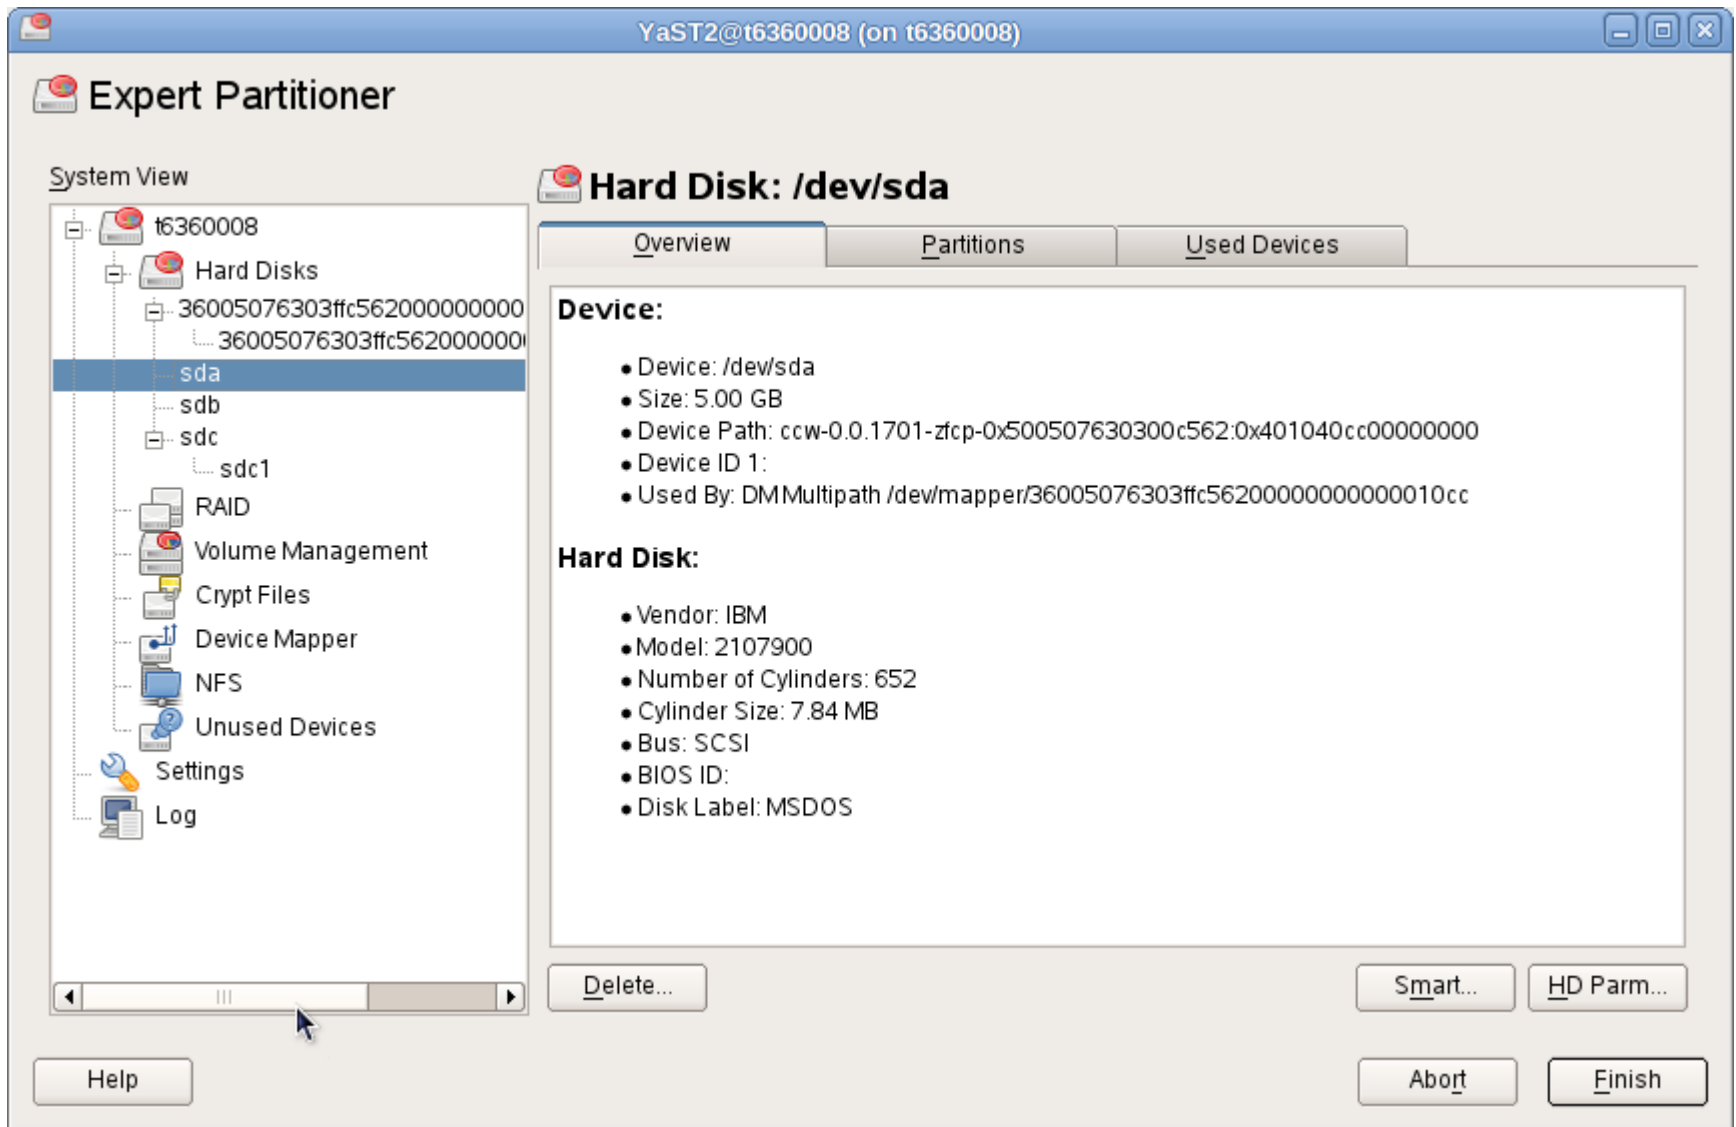 YaST2@t6360008 (on t6360008)
Expert Partitioner
System View
t6360008
Hard Disks
36005076303ffc562000000000
36005076303ffc5620000000
sda
sdb
sdc
sdc1
RAID
Volume Management
Crypt Files
Device Mapper
NFS
Unused Devices
Settings
Log
Hard Disk: /dev/sda
Overview Partitions Used Devices
Device:
• Device: /dev/sda
• Size: 5.00 GB
• Device Path: ccw-0.0.1701-zfcp-0x500507630300c562:0x401040cc00000000
• Device ID 1:
• Used By: DM Multipath /dev/mapper/36005076303ffc56200000000000010cc
Hard Disk:
• Vendor: IBM
• Model: 2107900
• Number of Cylinders: 652
• Cylinder Size: 7.84 MB
• Bus: SCSI
• BIOS ID:
• Disk Label: MSDOS
Delete... Smart... HD Parm...
Help Abort Finish